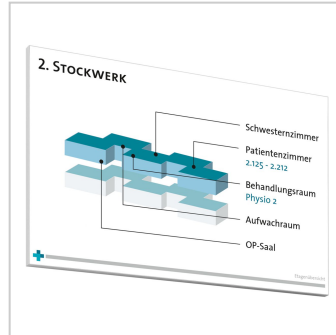 2. STOCKWERK
Schwesternzimmer
Patientenzimmer
2.125 - 2.212
Behandlungsraum
Physio 2
Aufwachraum
OP-Saal